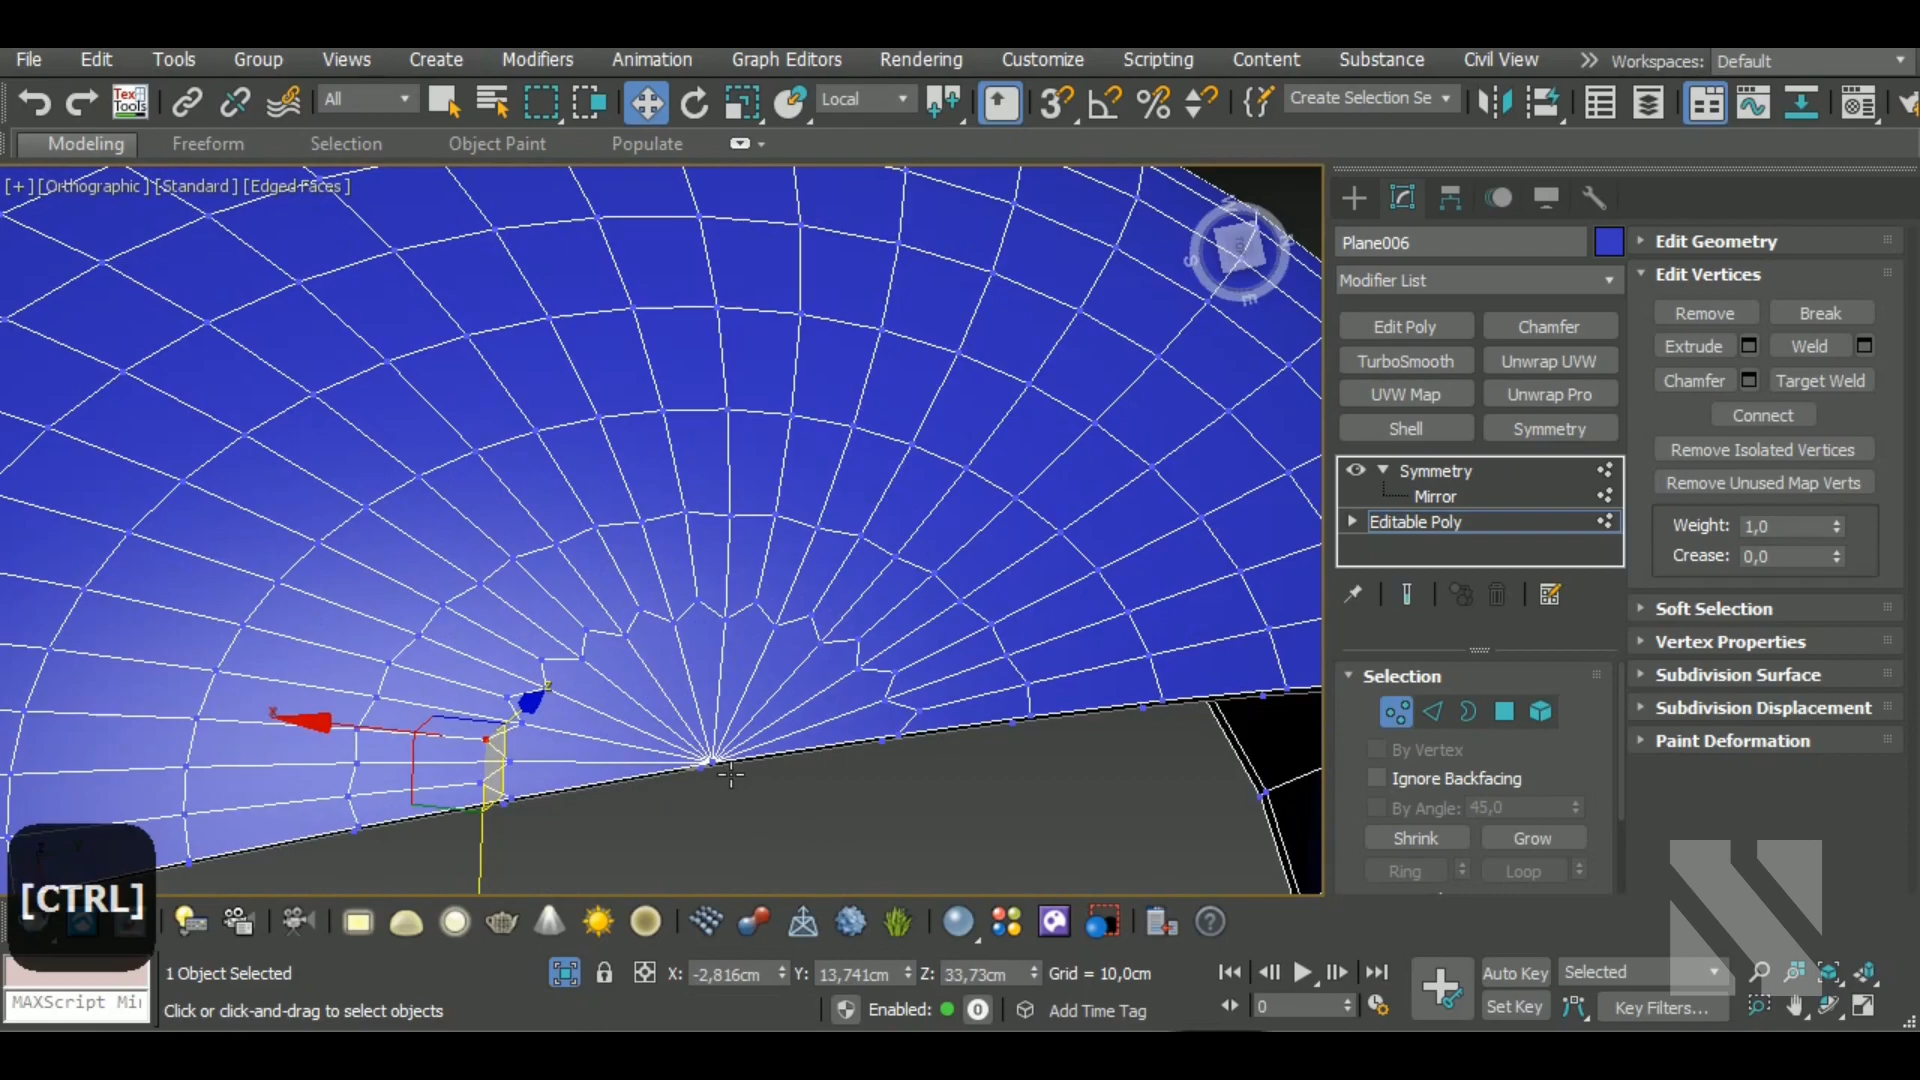 File Edit Tools Group Views Create Modifiers Animation Graph Editors Rendering Customize Scripting Content Substance Civil View Workspaces: Default
Tex Tools All Local Create Selection Se
Modeling Freeform Selection Object Paint Populate
[+] [Orthographic] [Standard] [Edged Faces]
Plane006
Modifier List
Edit Poly Chamfer
TurboSmooth Unwrap UVW
UVW Map Unwrap Pro
Shell Symmetry
Symmetry
Mirror
Editable Poly
Selection
By Vertex
Ignore Backfacing
By Angle: 45,0
Shrink Grow
Ring Loop
Edit Geometry
Edit Vertices
Remove Break
Extrude Weld
Chamfer Target Weld
Connect
Remove Isolated Vertices
Remove Unused Map Verts
Weight: 1,0
Crease: 0,0
Soft Selection
Vertex Properties
Subdivision Surface
Subdivision Displacement
Paint Deformation
[CTRL]
1 Object Selected X: -2,816cm Y: 13,741cm Z: 33,73cm Grid = 10,0cm Auto Key Selected
MAXScript Mi Click or click-and-drag to select objects Enabled: 0 Add Time Tag 0 Set Key Key Filters...